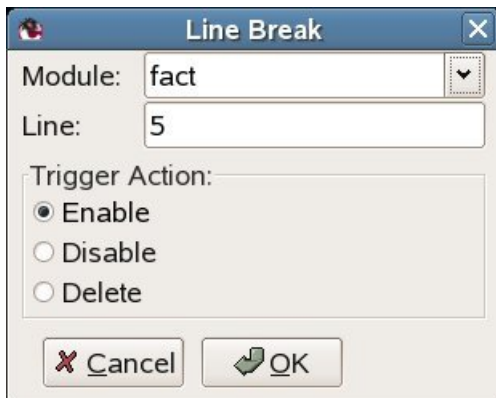 Line Break
Module: fact
Line: 5
Trigger Action:
Enable
Disable
Delete
Cancel OK